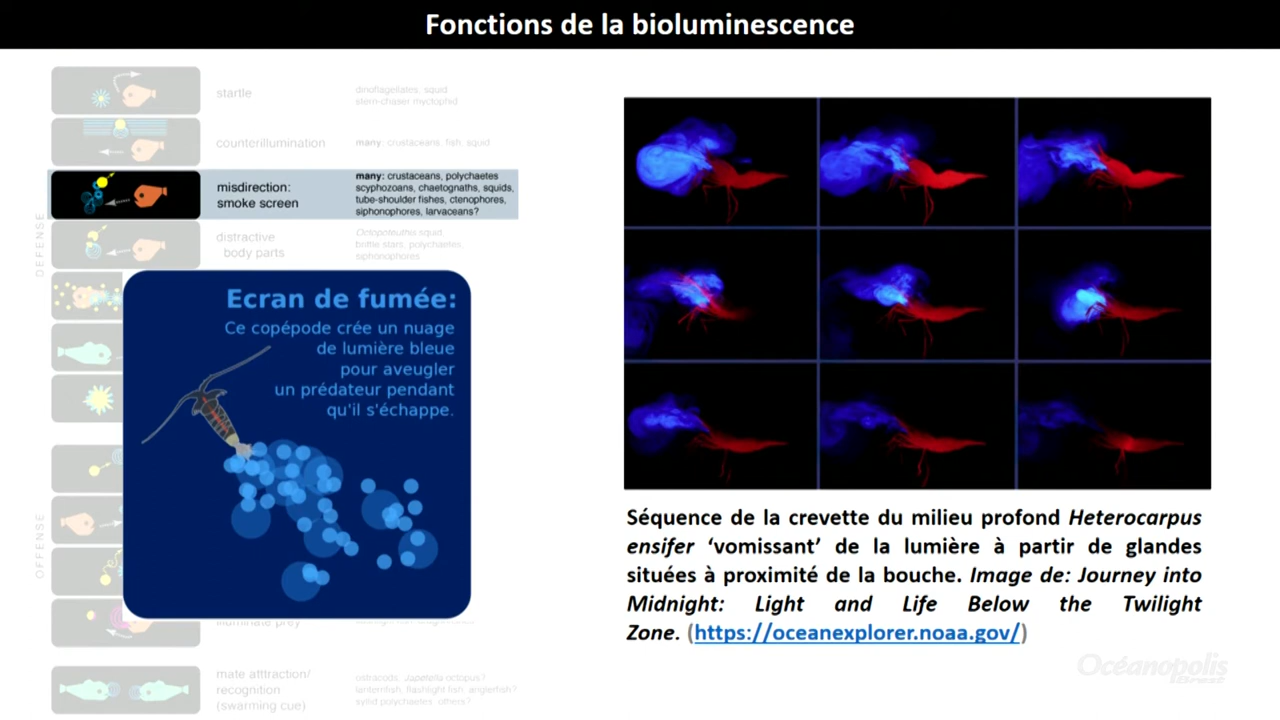 Fonctions de la bioluminescence
startle
dinoflagellates, squid
stern-chaser myctophid
counterillumination
many: crustaceans, fish, squid
misdirection:
smoke screen
many: crustaceans, polychaetes
scyphozoans, chaetognaths, squids,
tube-shoulder fishes, ctenophores,
siphonophores, larvaceans?
distractive
body parts
Octopoteuthis squid,
brittle stars, polychaetes,
siphonophores
DEFENSE
Ecran de fumée:
Ce copépode crée un nuage
de lumière bleue
pour aveugler
un prédateur pendant
qu'il s'échappe.
OFFENSE
illuminate prey
mate atttraction/
recognition
(swarming cue)
ostracods, Japetella octopus?
lanternfish, flashlight fish, anglerfish?
syllid polychaetes, others?
Séquence de la crevette du milieu profond Heterocarpus
ensifer ‘vomissant’ de la lumière à partir de glandes
situées à proximité de la bouche. Image de: Journey into
Midnight: Light and Life Below the Twilight
Zone. (https://oceanexplorer.noaa.gov/)
Océanopolis
Brest